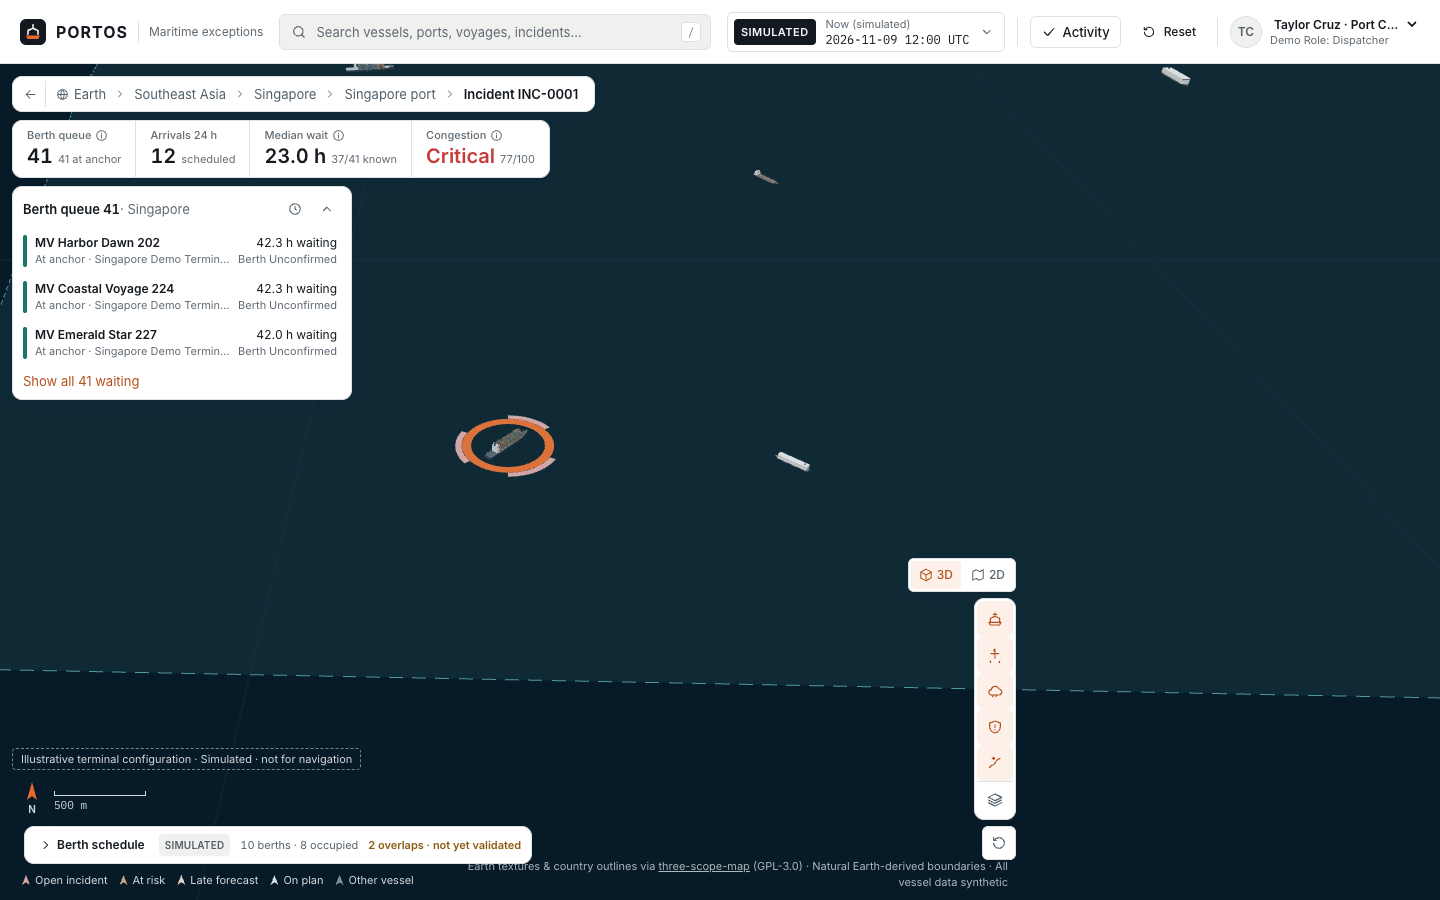 PORTOS
Maritime exceptions
Search vessels, ports, voyages, incidents...
/
SIMULATED
Now (simulated)
2026-11-09 12:00 UTC
Activity
Reset
TC
Taylor Cruz · Port C...
Demo Role: Dispatcher
Earth
Southeast Asia
Singapore
Singapore port
Incident INC-0001
Berth queue
41 41 at anchor
Arrivals 24 h
12 scheduled
Median wait
23.0 h 37/41 known
Congestion
Critical 77/100
Berth queue 41 · Singapore
MV Harbor Dawn 202 42.3 h waiting
At anchor · Singapore Demo Termin... Berth Unconfirmed
MV Coastal Voyage 224 42.3 h waiting
At anchor · Singapore Demo Termin... Berth Unconfirmed
MV Emerald Star 227 42.0 h waiting
At anchor · Singapore Demo Termin... Berth Unconfirmed
Show all 41 waiting
3D 2D
Illustrative terminal configuration · Simulated · not for navigation
N
500 m
Berth schedule SIMULATED 10 berths · 8 occupied 2 overlaps · not yet validated
Earth textures & country outlines via three-scope-map (GPL-3.0) · Natural Earth-derived boundaries · All
vessel data synthetic
Open incident At risk Late forecast On plan Other vessel